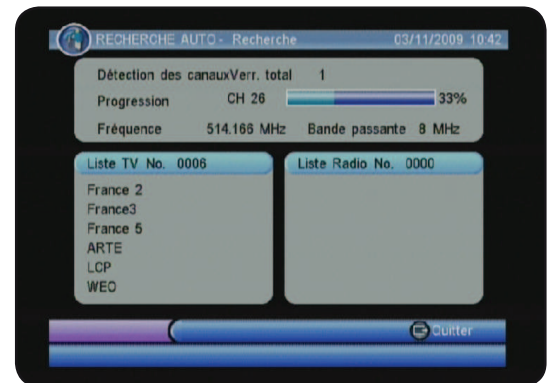 RECHERCHE AUTO - Recherche 03/11/2009 10:42
Détection des canauxVerr. total 1
Progression CH 26 33%
Fréquence 514.166 MHz Bande passante 8 MHz
Liste TV No. 0006
France 2
France3
France 5
ARTE
LCP
WEO
Liste Radio No. 0000
Quitter